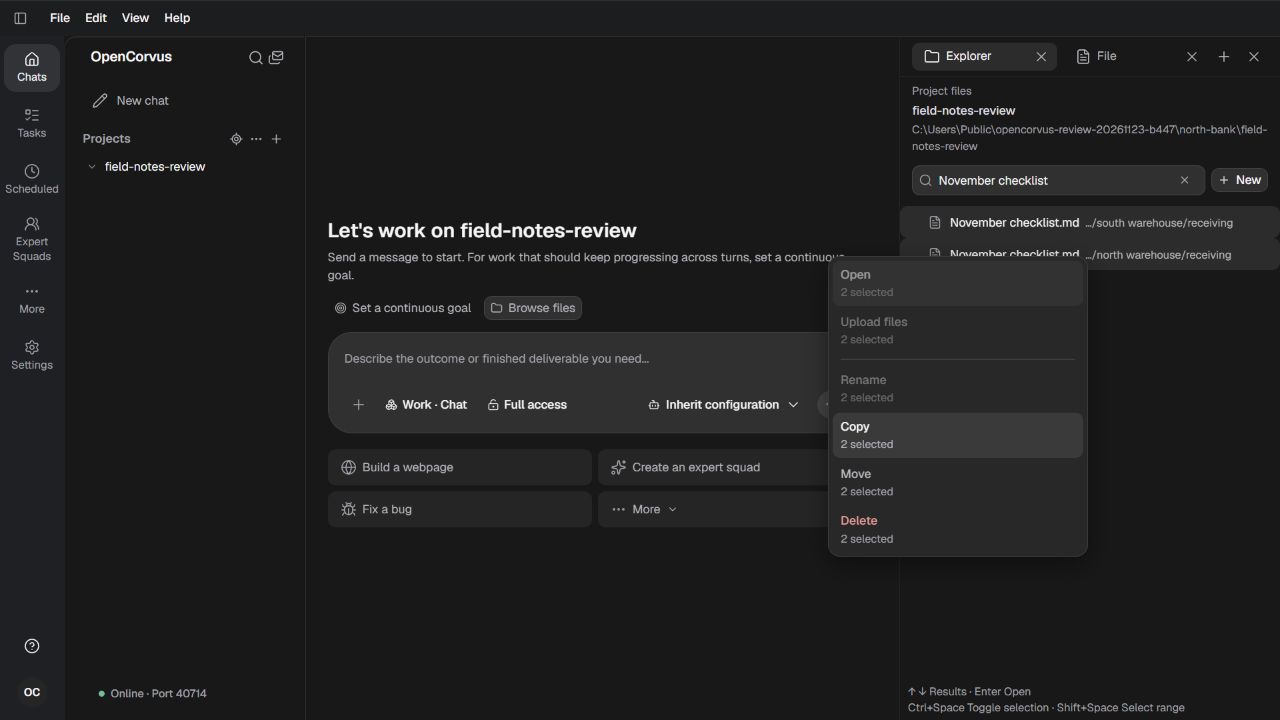 File Edit View Help
Chats
Tasks
Scheduled
Expert
Squads
More
Settings
OC
OpenCorvus
New chat
Projects
field-notes-review
Online · Port 40714
Let's work on field-notes-review
Send a message to start. For work that should keep progressing across turns, set a continuous
goal.
Set a continuous goal
Browse files
Describe the outcome or finished deliverable you need...
Work · Chat
Full access
Inherit configuration
Build a webpage
Create an expert squad
Fix a bug
More
Explorer
File
Project files
field-notes-review
C:\Users\Public\opencorvus-review-20261123-b447\north-bank\field-
notes-review
November checklist
New
November checklist.md …/south warehouse/receiving
November checklist.md …/north warehouse/receiving
Open
2 selected
Upload files
2 selected
Rename
2 selected
Copy
2 selected
Move
2 selected
Delete
2 selected
↑↓ Results · Enter Open
Ctrl+Space Toggle selection · Shift+Space Select range